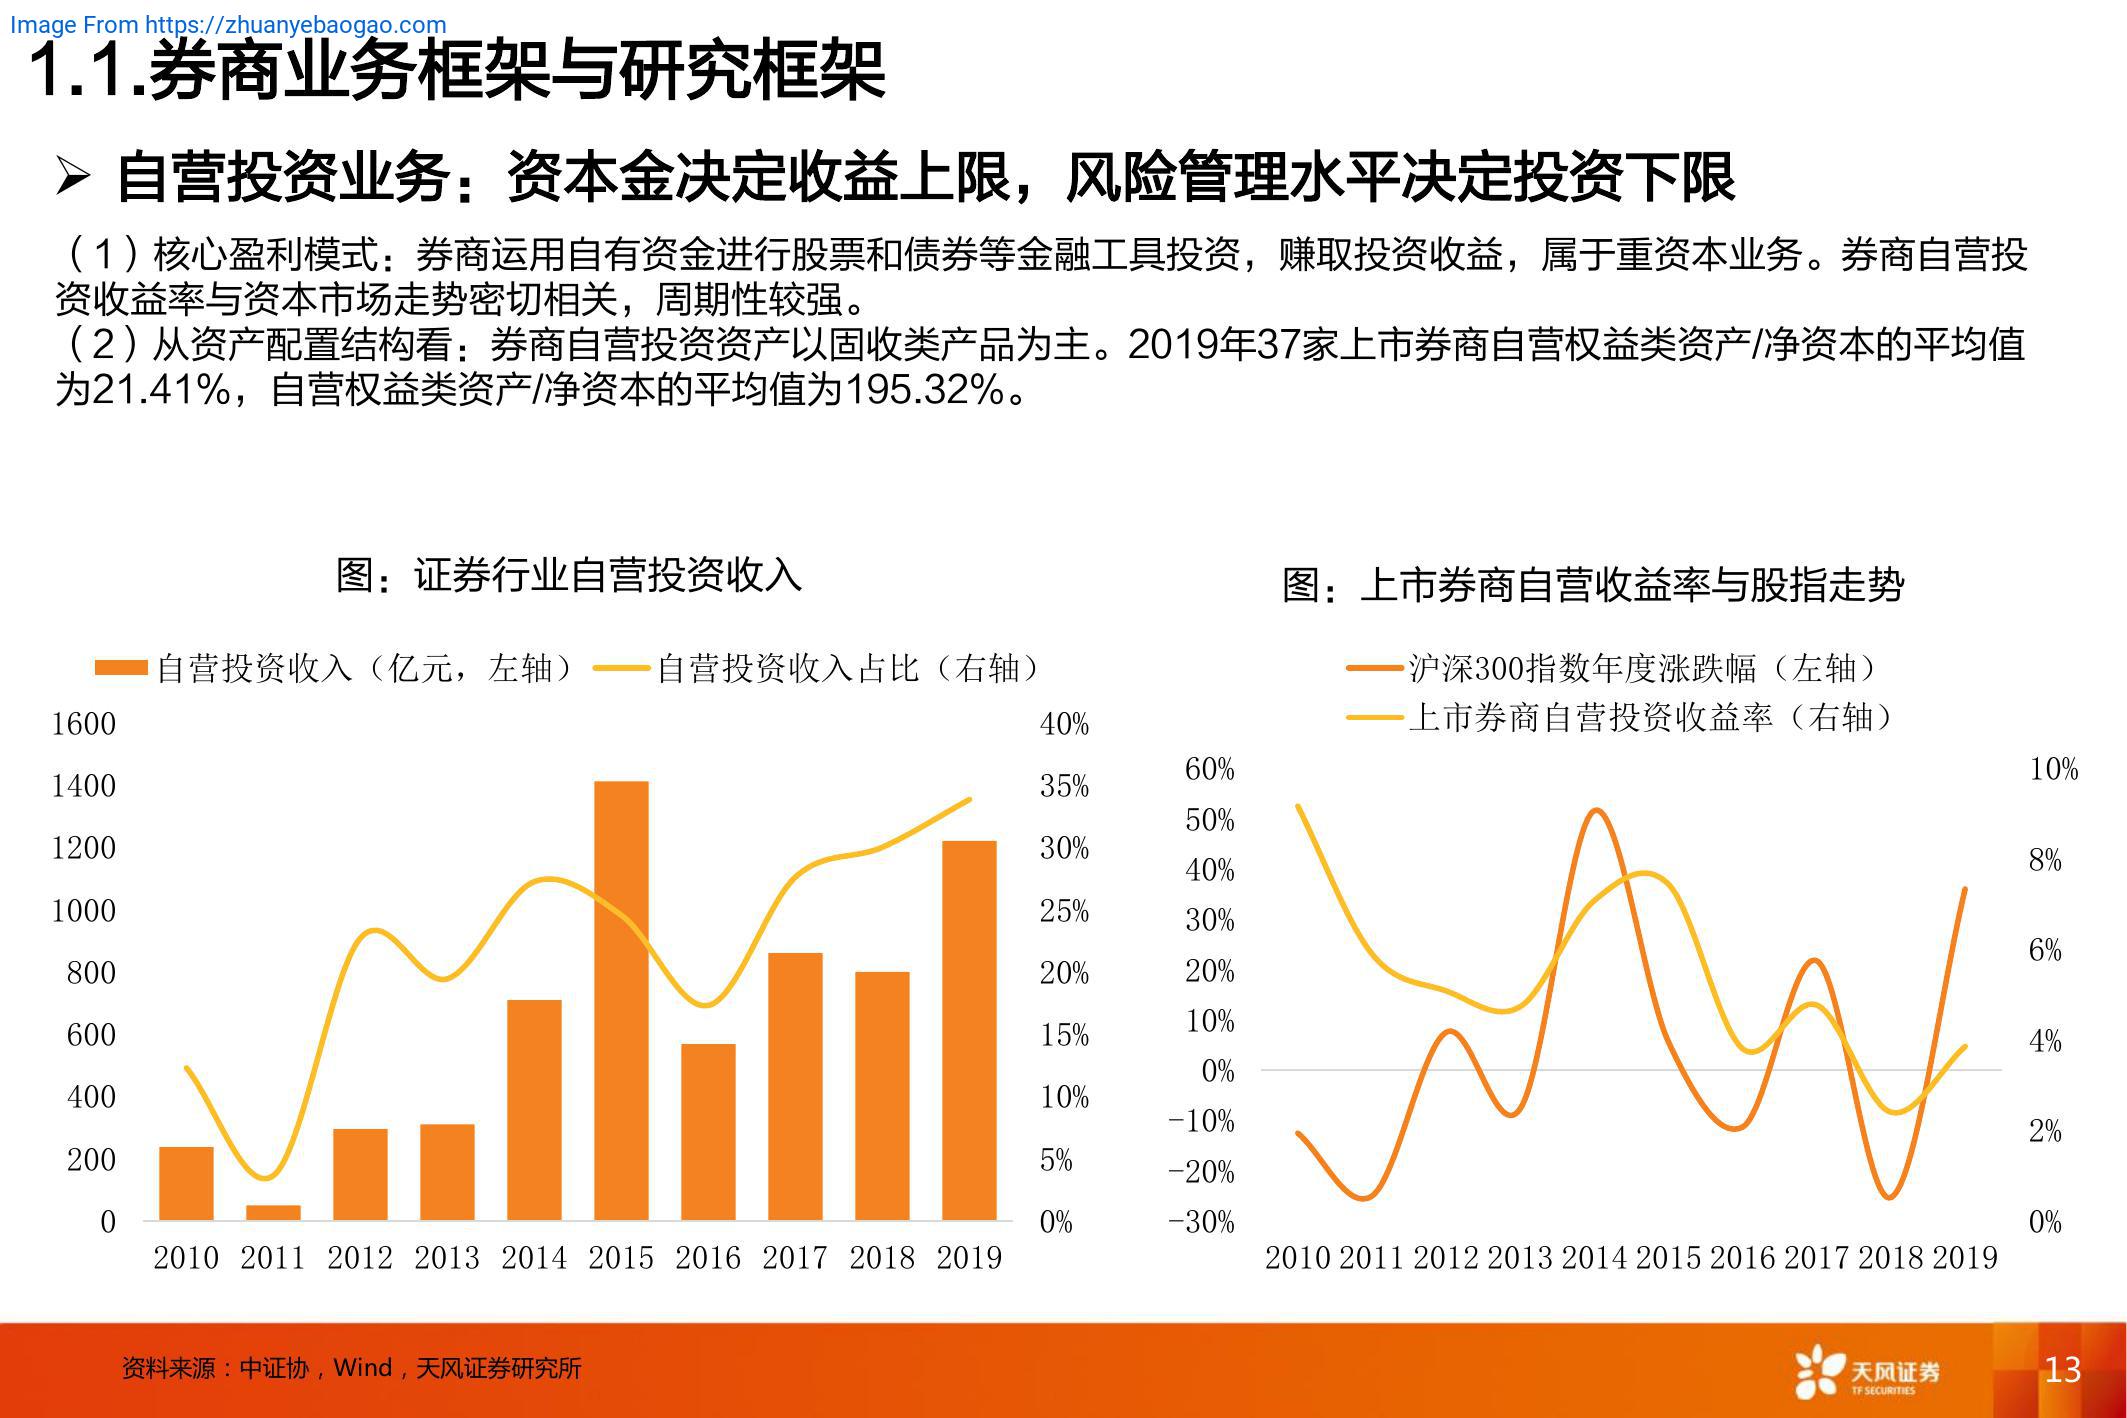 Image From https://zhuanyebaogao.com
1.1.券商业务框架与研究框架
➢ 自营投资业务：资本金决定收益上限，风险管理水平决定投资下限
（1）核心盈利模式：券商运用自有资金进行股票和债券等金融工具投资，赚取投资收益，属于重资本业务。券商自营投
资收益率与资本市场走势密切相关，周期性较强。
（2）从资产配置结构看：券商自营投资资产以固收类产品为主。2019年37家上市券商自营权益类资产/净资本的平均值
为21.41%，自营权益类资产/净资本的平均值为195.32%。
图：证券行业自营投资收入
自营投资收入（亿元，左轴） 自营投资收入占比（右轴）
1600 40%
1400 35%
1200 30%
1000 25%
800 20%
600 15%
400 10%
200 5%
0 0%
2010 2011 2012 2013 2014 2015 2016 2017 2018 2019
图：上市券商自营收益率与股指走势
沪深300指数年度涨跌幅（左轴）
上市券商自营投资收益率（右轴）
60% 10%
50%
40% 8%
30%
20% 6%
10%
0% 4%
-10%
-20% 2%
-30% 0%
2010 2011 2012 2013 2014 2015 2016 2017 2018 2019
资料来源：中证协，Wind，天风证券研究所
天风证券
TF SECURITIES
13